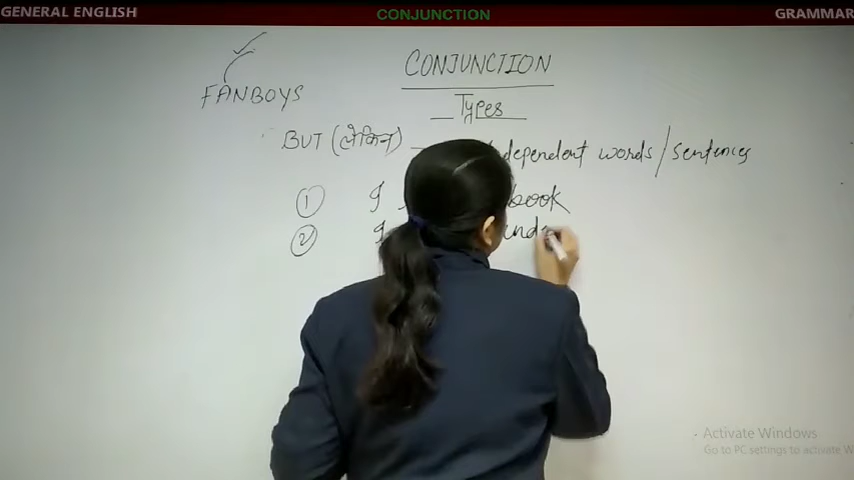 GENERAL ENGLISH CONJUNCTION GRAMMAR
CONJUNCTION
FANBOYS
Types
BUT (लेकिन) - dependent words/sentences
① I book
② I und
Activate Windows
Go to PC settings to activate W